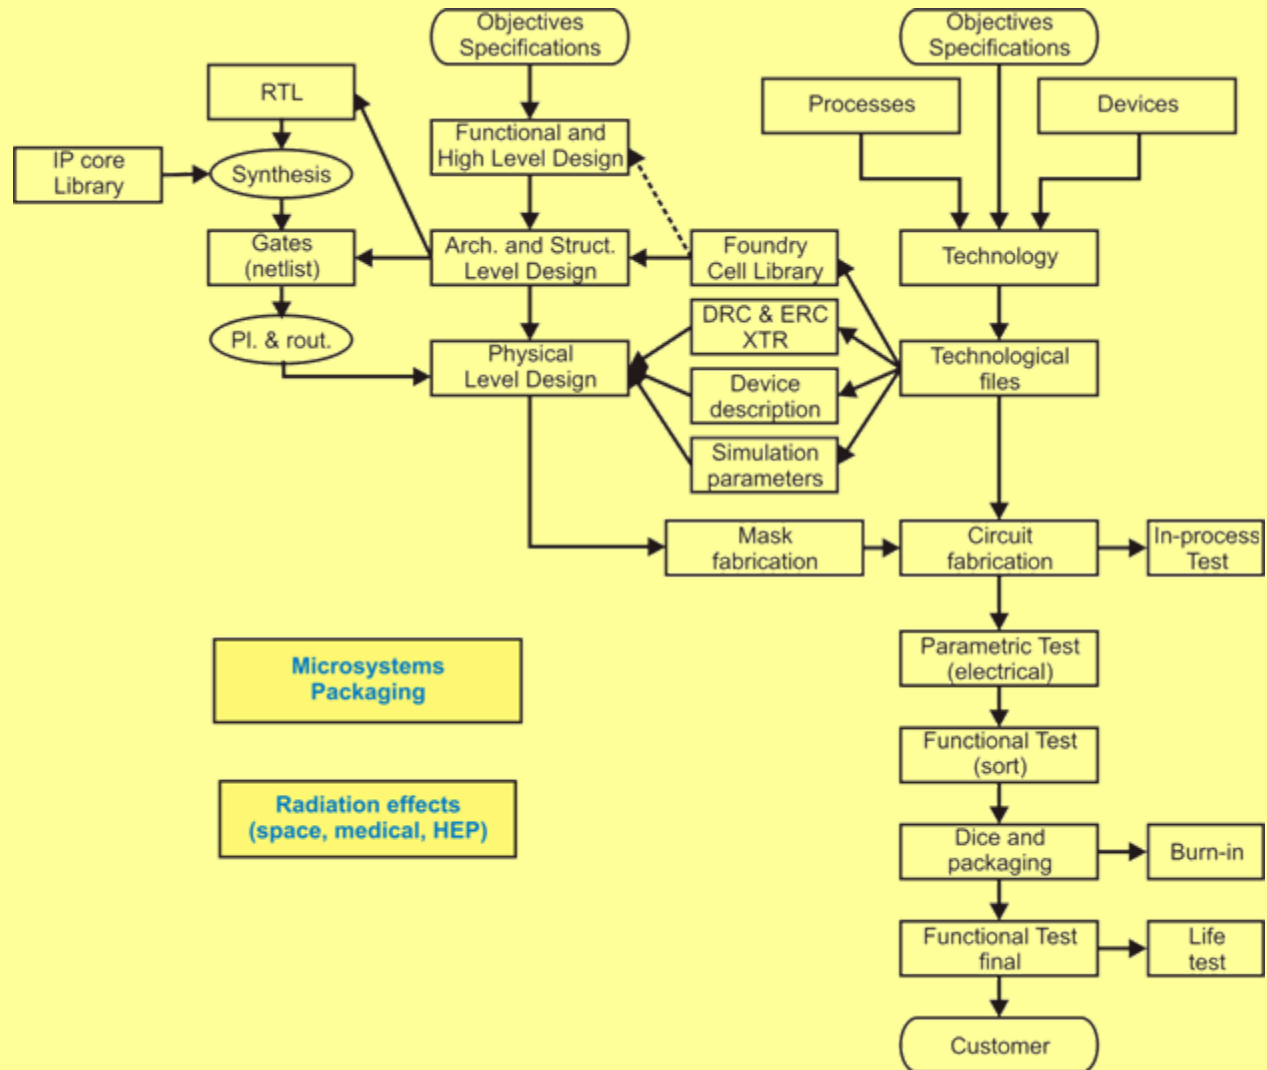 Objectives
Specifications
Objectives
Specifications
RTL
Processes
Devices
Functional and
High Level Design
IP core
Library
Synthesis
Gates
(netlist)
Arch. and Struct.
Level Design
Foundry
Cell Library
Technology
DRC & ERC
XTR
Pl. & rout.
Physical
Level Design
Technological
files
Device
description
Simulation
parameters
Mask
fabrication
Circuit
fabrication
In-process
Test
Microsystems
Packaging
Parametric Test
(electrical)
Functional Test
(sort)
Radiation effects
(space, medical, HEP)
Dice and
packaging
Burn-in
Functional Test
final
Life
test
Customer